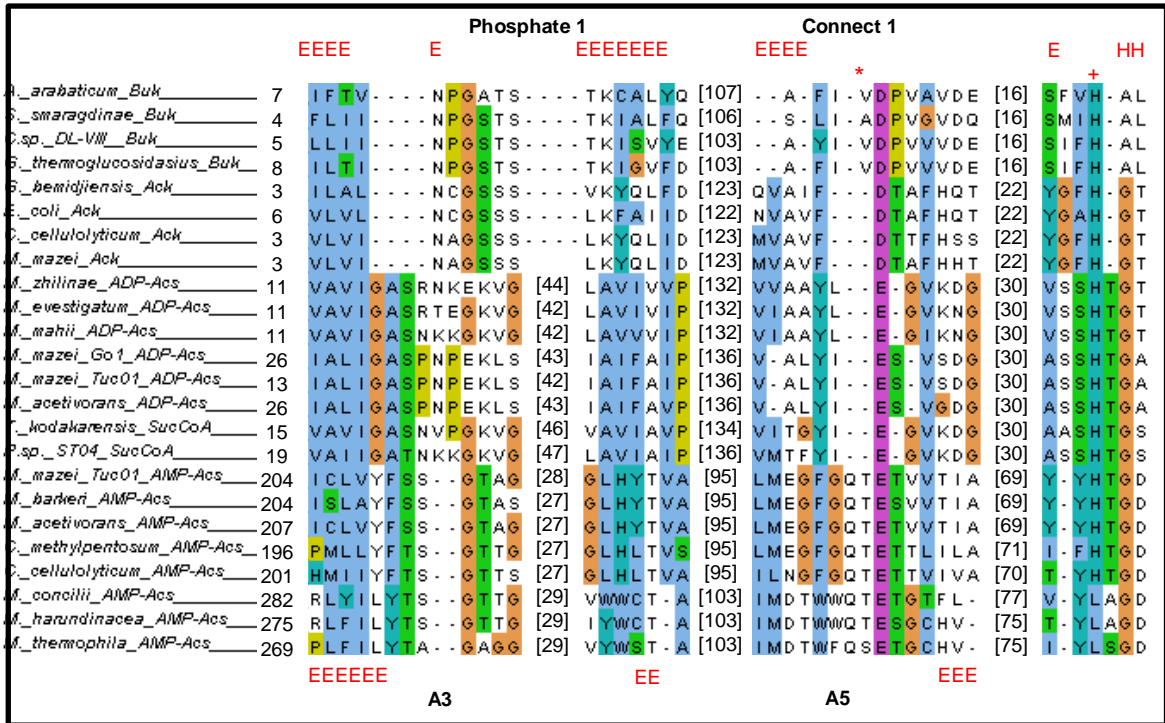 Phosphate 1 Connect 1
EEEE E EEEEEEE EEEE E HH
* +
A._arabaticum_Buk 7 IFTV----NPGATS----TKCALYQ [107] --A-FI-VDPVAVDE [16] SFVH-AL
S._smaragdinae_Buk 4 FLII----NPGSTS----TKIALFQ [106] --S-LI-ADPVGVDQ [16] SMIH-AL
C.sp._DL-VIII__Buk 5 LLII----NPGSTS----TKISVYE [103] --A-YI-VDPVVVDE [16] SIFH-AL
G._thermoglucosidasius_Buk 8 ILTI----NPGSTS----TKIGVFD [103] --A-FI-VDPVVVDE [16] SIFH-AL
G._bemidjiensis_Ack 3 ILAL----NCGSSS----VKYQLFD [123] QVAIF---DTAFHQT [22] YGFH-GT
E._coli_Ack 6 VLVL----NCGSSS----LKFAIID [122] NVAVF---DTAFHQT [22] YGAH-GT
C._cellulolyticum_Ack 3 VLVI----NAGSSS----LKYQLID [123] MVAVF---DTTFHSS [22] YGFH-GT
M._mazei_Ack 3 VLVI----NAGSSS----LKYQLID [123] MVAVF---DTAFHHT [22] YGFH-GT
M._zhilinae_ADP-Acs 11 VAVIGASRNKEKVG [44] LAVIVVP [132] VVAAYL--E-GVKDG [30] VSSHTGT
M._evestigatum_ADP-Acs 11 VAVIGASRTEGKVG [42] LAVIVIP [132] VIAAYL--E-GVKNG [30] VSSHTGT
M._mahii_ADP-Acs 11 VAVIGASNKKGKVG [42] LAVVVIP [132] VVAAYL--E-GIKNG [30] VSSHTGT
M._mazei_Go1_ADP-Acs 26 IALIGASPNPEKLS [43] IAIFAIP [136] V-ALYI--ES-VSDG [30] ASSHTGA
M._mazei_Tuc01_ADP-Acs 13 IALIGASPNPEKLS [42] IAIFAIP [136] V-ALYI--ES-VSDG [30] ASSHTGA
M._acetivorans_ADP-Acs 26 IALIGASPNPEKLS [43] IAIFAVP [136] V-ALYI--ES-VGDG [30] ASSHTGA
T._kodakarensis_SucCoA 15 VAVIGASNVPGKVG [46] VAVIAVP [134] VITGYI--E-GVKDG [30] AASHTGS
P.sp._ST04_SucCoA 19 VAIIGATNKKGKVG [47] LAVIAIP [136] VMTFYI--E-GVKDG [30] ASSHTGS
M._mazei_Tuc01_AMP-Acs 204 ICLVYFSS--GTAG [28] GLHYTVA [95] LMEGFGQTETVVTIA [69] Y-YHTGD
M._barkeri_AMP-Acs 204 ISLAYFSS--GTAS [27] GLHYTVA [95] LMEGFGQTESVVTIA [69] Y-YHTGD
M._acetivorans_AMP-Acs 207 ICLVYFSS--GTAG [27] GLHYTVA [95] LMEGFGQTETVVTIA [69] Y-YHTGD
C._methylpentosum_AMP-Acs 196 PMLLYFTS--GTTG [27] GLHLTVS [95] LMEGFGQTETTLILA [71] I-FHTGD
C._cellulolyticum_AMP-Acs 201 HMIIYFTS--GTTS [27] GLHLTVA [95] ILNGFGQTETTVIVA [70] T-YHTGD
M._concilii_AMP-Acs 282 RLYILYTS--GTTG [29] VWWCT-A [103] IMDTWWQTETGTFL- [77] V-YLAGD
M._harundinacea_AMP-Acs 275 RLFILYTS--GTTG [29] IYWCT-A [103] IMDTWWQTESGCHV- [75] T-YLAGD
M._thermophila_AMP-Acs 269 PLFILYTA--GAGG [29] VYWST-A [103] IMDTWFQSETGCHV- [75] I-YLSGD
EEEEEE EE EEE
A3 A5